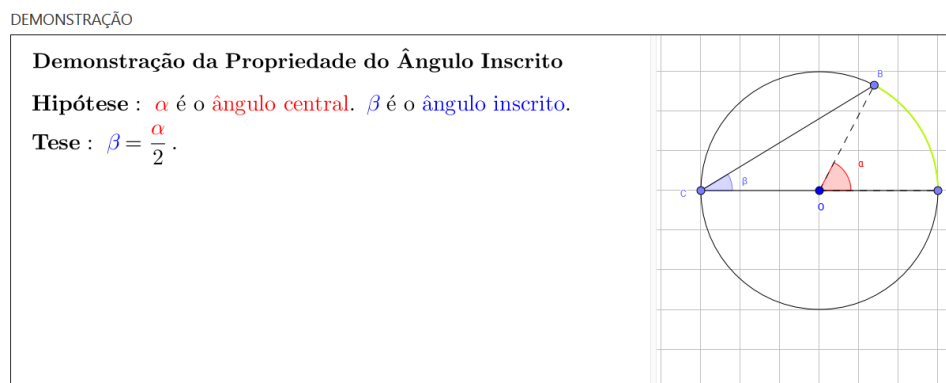 DEMONSTRAÇÃO
Demonstração da Propriedade do Ângulo Inscrito
Hipótese : α é o ângulo central. β é o ângulo inscrito.
Tese : β = α/2 .
B
α
β
C
O